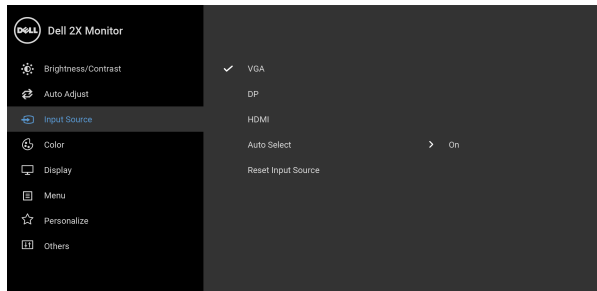 DELL Dell 2X Monitor
Brightness/Contrast
Auto Adjust
Input Source
Color
Display
Menu
Personalize
Others
VGA
DP
HDMI
Auto Select On
Reset Input Source